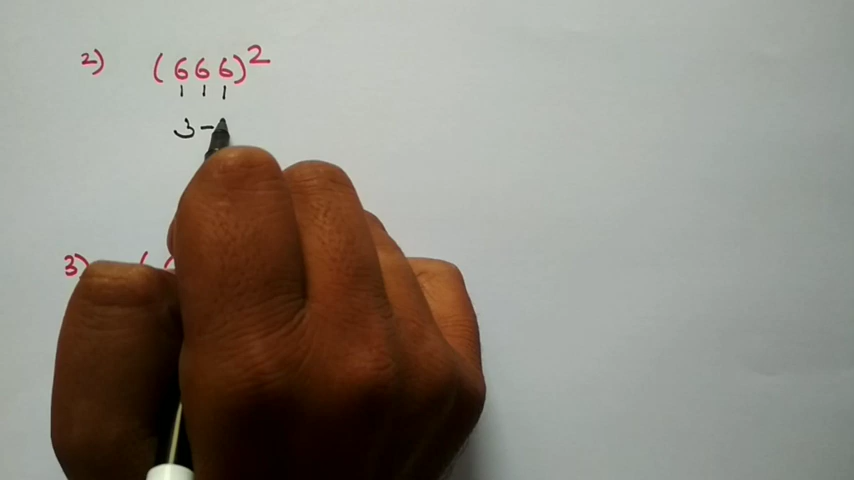 2) (666)²
| | |
3-
3) (